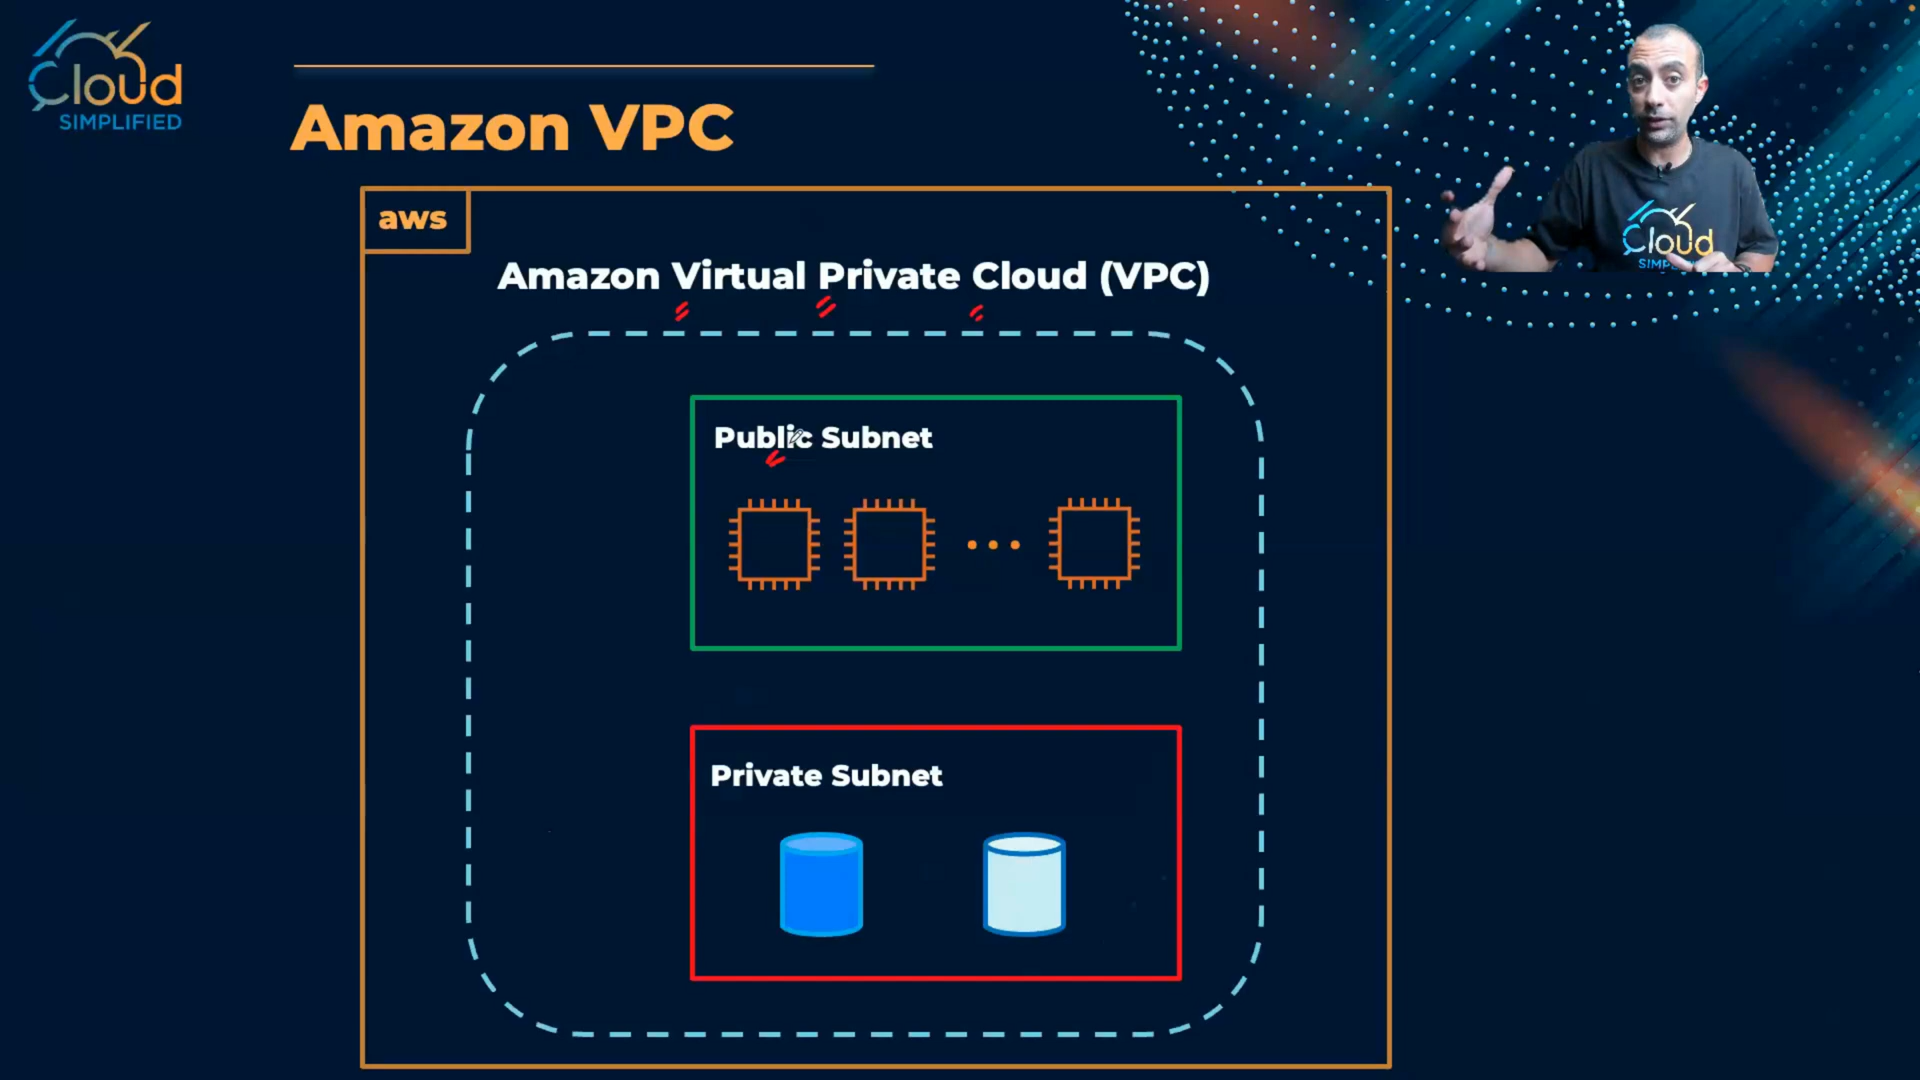 Cloud
SIMPLIFIED
Amazon VPC
aws
Amazon Virtual Private Cloud (VPC)
Public Subnet
Private Subnet
Cloud